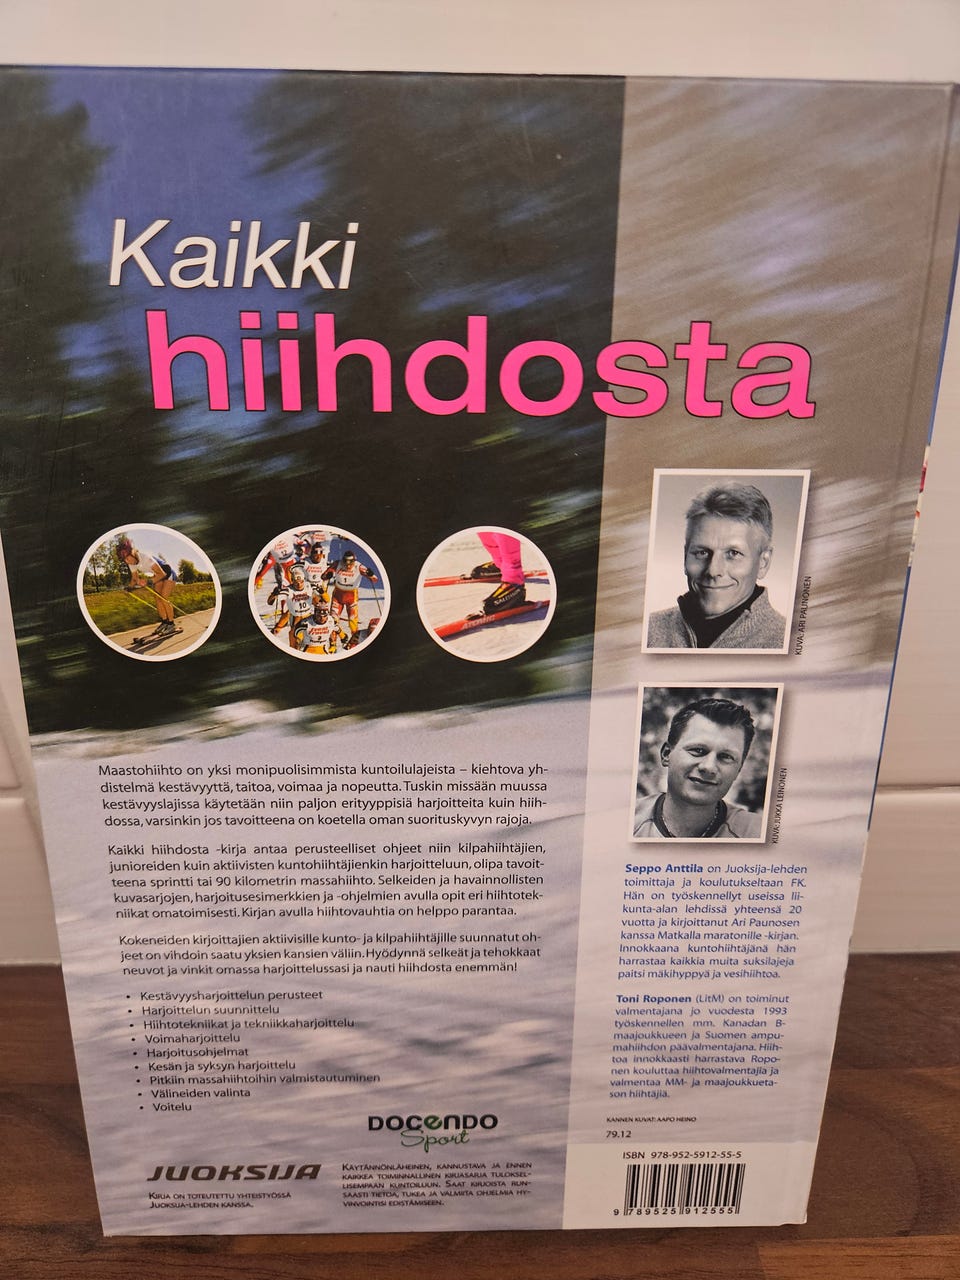 Kaikki
hiihdosta
KUVA: ARI PAUNONEN
KUVA: JUKKA LEINONEN
Maastohiihto on yksi monipuolisimmista kuntoilulajeista – kiehtova yh-
distelmä kestävyyttä, taitoa, voimaa ja nopeutta. Tuskin missään muussa
kestävyyslajissa käytetään niin paljon erityyppisiä harjoitteita kuin hiih-
dossa, varsinkin jos tavoitteena on koetella oman suorituskyvyn rajoja.
Kaikki hiihdosta -kirja antaa perusteelliset ohjeet niin kilpahiihtäjien,
junioreiden kuin aktiivisten kuntohiihtäjienkin harjoitteluun, olipa tavoit-
teena sprintti tai 90 kilometrin massahiihto. Selkeiden ja havainnollisten
kuvasarjojen, harjoitusesimerkkien ja -ohjelmien avulla opit eri hiihtotek-
niikat omatoimisesti. Kirjan avulla hiihtovauhtia on helppo parantaa.
Kokeneiden kirjoittajien aktiivisille kunto- ja kilpahiihtäjille suunnatut oh-
jeet on vihdoin saatu yksien kansien väliin. Hyödynnä selkeät ja tehokkaat
neuvot ja vinkit omassa harjoittelussasi ja nauti hiihdosta enemmän!
• Kestävyysharjoittelun perusteet
• Harjoittelun suunnittelu
• Hiihtotekniikat ja tekniikkaharjoittelu
• Voimaharjoittelu
• Harjoitusohjelmat
• Kesän ja syksyn harjoittelu
• Pitkiin massahiihtoihin valmistautuminen
• Välineiden valinta
• Voitelu
Seppo Anttila on Juoksija-lehden
toimittaja ja koulutukseltaan FK.
Hän on työskennellyt useissa lii-
kunta-alan lehdissä yhteensä 20
vuotta ja kirjoittanut Ari Paunosen
kanssa Matkalla maratonille -kirjan.
Innokkaana kuntohiihtäjänä hän
harrastaa kaikkia muita suksilajeja
paitsi mäkihyppyä ja vesihiihtoa.
Toni Roponen (LitM) on toiminut
valmentajana jo vuodesta 1993
työskennellen mm. Kanadan B-
maajoukkueen ja Suomen ampu-
mahiihdon päävalmentajana. Hiih-
toa innokkaasti harrastava Ropo-
nen kouluttaa hiihtovalmentajia ja
valmentaa MM- ja maajoukkueta-
son hiihtäjiä.
KANNEN KUVAT: AAPO HEINO
79.12
ISBN 978-952-5912-55-5
9 789525 912555
DOCENDO
Sport
JUOKSIJA
KIRJA ON TOTEUTETTU YHTEISTYÖSSÄ
JUOKSIJA-LEHDEN KANSSA.
KÄYTÄNNÖNLÄHEINEN, KANNUSTAVA JA ENNEN
KAIKKEA TOIMINNALLINEN KIRJASARJA TULOKSEL-
LISEMPAAN KUNTOILUUN. SAAT KIRJOISTA RUN-
SAASTI TIETOA, TUKEA JA VALMIITA OHJELMIA HY-
VINVOINTISI EDISTÄMISEEN.
SALOMON
ATOMIC